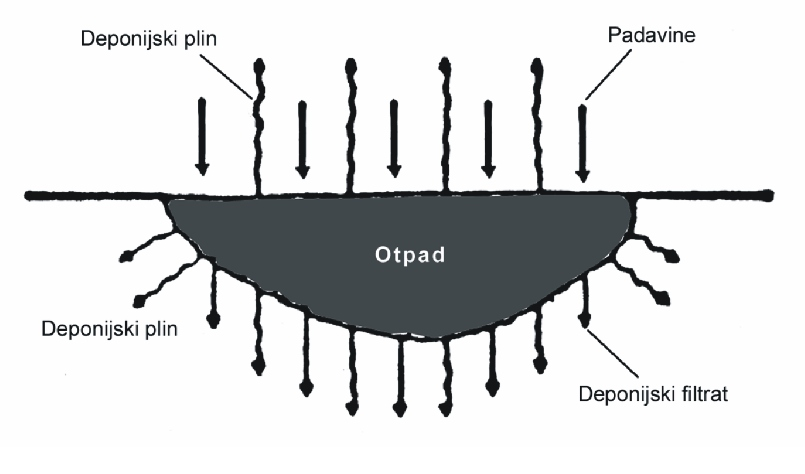 Deponijski plin
Padavine
Otpad
Deponijski plin
Deponijski filtrat